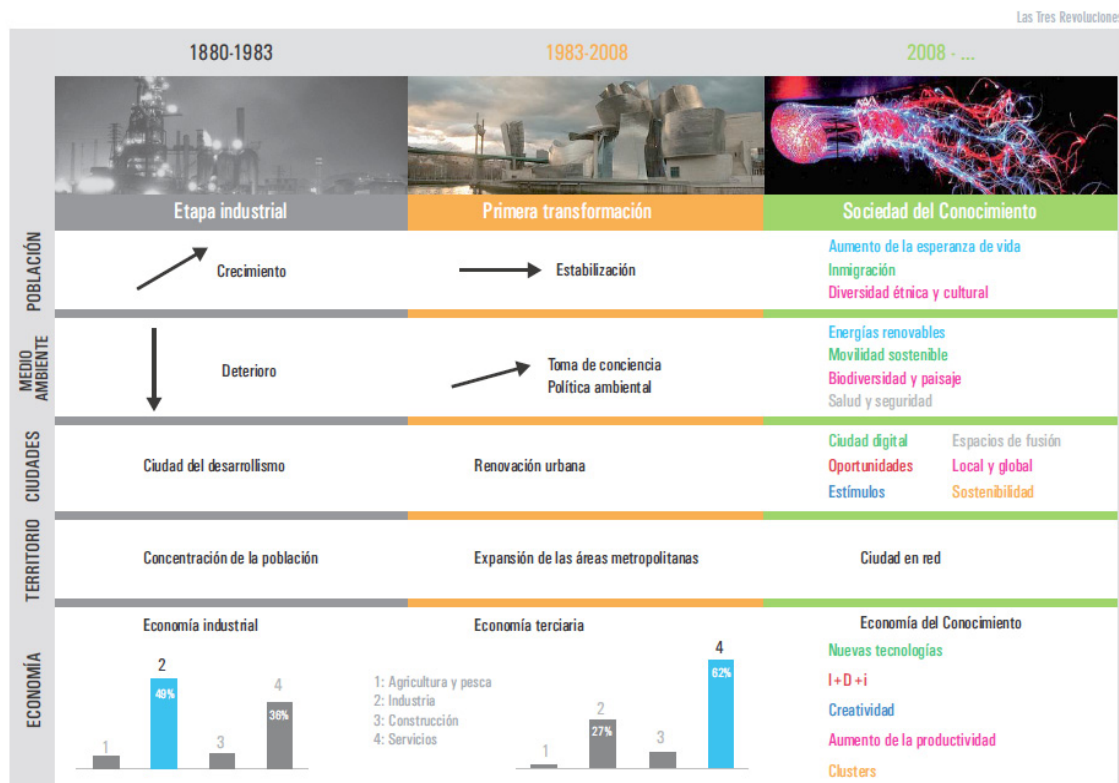 Las Tres Revoluciones
1880-1983
1983-2008
2008 - ...
Etapa industrial
Primera transformación
Sociedad del Conocimiento
POBLACIÓN
Crecimiento
Estabilización
Aumento de la esperanza de vida
Inmigración
Diversidad étnica y cultural
MEDIO
AMBIENTE
Deterioro
Toma de conciencia
Política ambiental
Energías renovables
Movilidad sostenible
Biodiversidad y paisaje
Salud y seguridad
CIUDADES
Ciudad del desarrollismo
Renovación urbana
Ciudad digital
Espacios de fusión
Oportunidades
Local y global
Estímulos
Sostenibilidad
TERRITORIO
Concentración de la población
Expansión de las áreas metropolitanas
Ciudad en red
ECONOMÍA
Economía industrial
1
2
49%
3
4
36%
1: Agricultura y pesca
2: Industria
3: Construcción
4: Servicios
Economía terciaria
1
2
27%
3
4
62%
Economía del Conocimiento
Nuevas tecnologías
I+D+i
Creatividad
Aumento de la productividad
Clusters